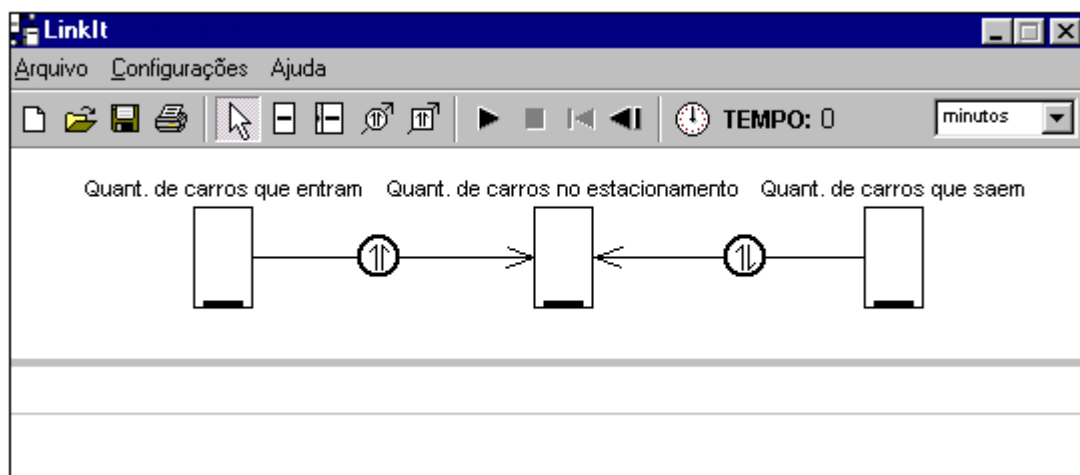 LinkIt
Arquivo Configurações Ajuda
TEMPO: 0 minutos
Quant. de carros que entram Quant. de carros no estacionamento Quant. de carros que saem